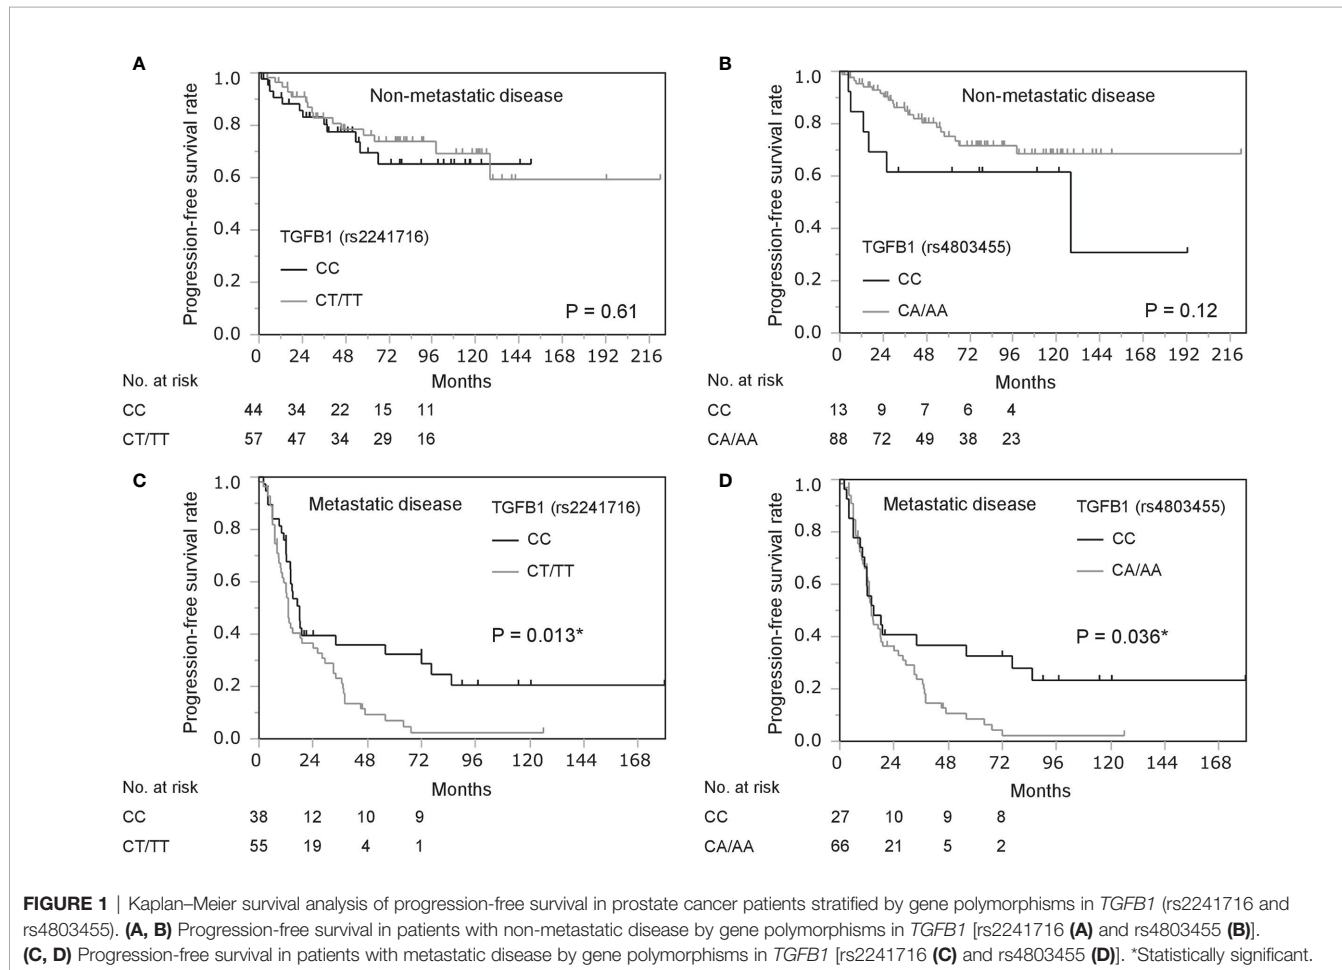 A
Progression-free survival rate
1.0
0.8
0.6
0.4
0.2
0.0
Non-metastatic disease
TGFB1 (rs2241716)
CC
CT/TT
P = 0.61
0 24 48 72 96 120 144 168 192 216
No. at risk Months
CC 44 34 22 15 11
CT/TT 57 47 34 29 16
B
Progression-free survival rate
1.0
0.8
0.6
0.4
0.2
0.0
Non-metastatic disease
TGFB1 (rs4803455)
CC
CA/AA
P = 0.12
0 24 48 72 96 120 144 168 192 216
No. at risk Months
CC 13 9 7 6 4
CA/AA 88 72 49 38 23
C
Progression-free survival rate
1.0
0.8
0.6
0.4
0.2
0.0
Metastatic disease
TGFB1 (rs2241716)
CC
CT/TT
P = 0.013*
0 24 48 72 96 120 144 168
No. at risk Months
CC 38 12 10 9
CT/TT 55 19 4 1
D
Progression-free survival rate
1.0
0.8
0.6
0.4
0.2
0.0
Metastatic disease
TGFB1 (rs4803455)
CC
CA/AA
P = 0.036*
0 24 48 72 96 120 144 168
No. at risk Months
CC 27 10 9 8
CA/AA 66 21 5 2
FIGURE 1 | Kaplan–Meier survival analysis of progression-free survival in prostate cancer patients stratified by gene polymorphisms in TGFB1 (rs2241716 and
rs4803455). (A, B) Progression-free survival in patients with non-metastatic disease by gene polymorphisms in TGFB1 [rs2241716 (A) and rs4803455 (B)].
(C, D) Progression-free survival in patients with metastatic disease by gene polymorphisms in TGFB1 [rs2241716 (C) and rs4803455 (D)]. *Statistically significant.